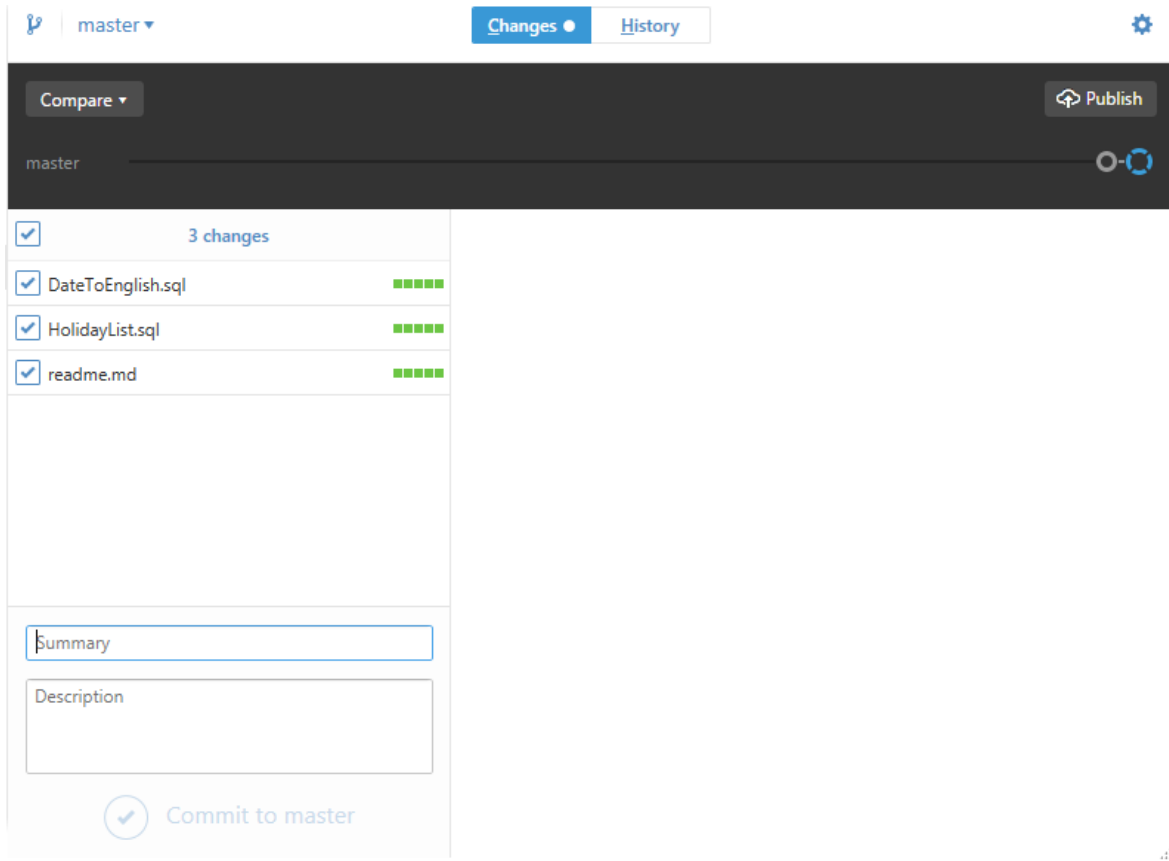 master
Changes
History
Compare
Publish
master
3 changes
DateToEnglish.sql
HolidayList.sql
readme.md
Summary
Description
Commit to master